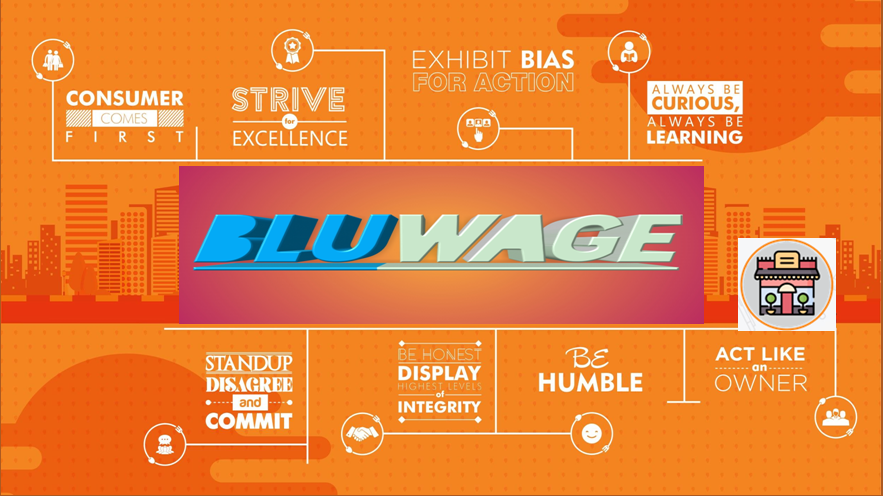 CONSUMER
COMES
FIRST
STRIVE
for
EXCELLENCE
EXHIBIT BIAS
FOR ACTION
ALWAYS BE
CURIOUS,
ALWAYS BE
LEARNING
BLUWAGE
STANDUP
DISAGREE
and
COMMIT
BE HONEST
DISPLAY
HIGHEST LEVELS
of
INTEGRITY
BE
HUMBLE
ACT LIKE
an
OWNER